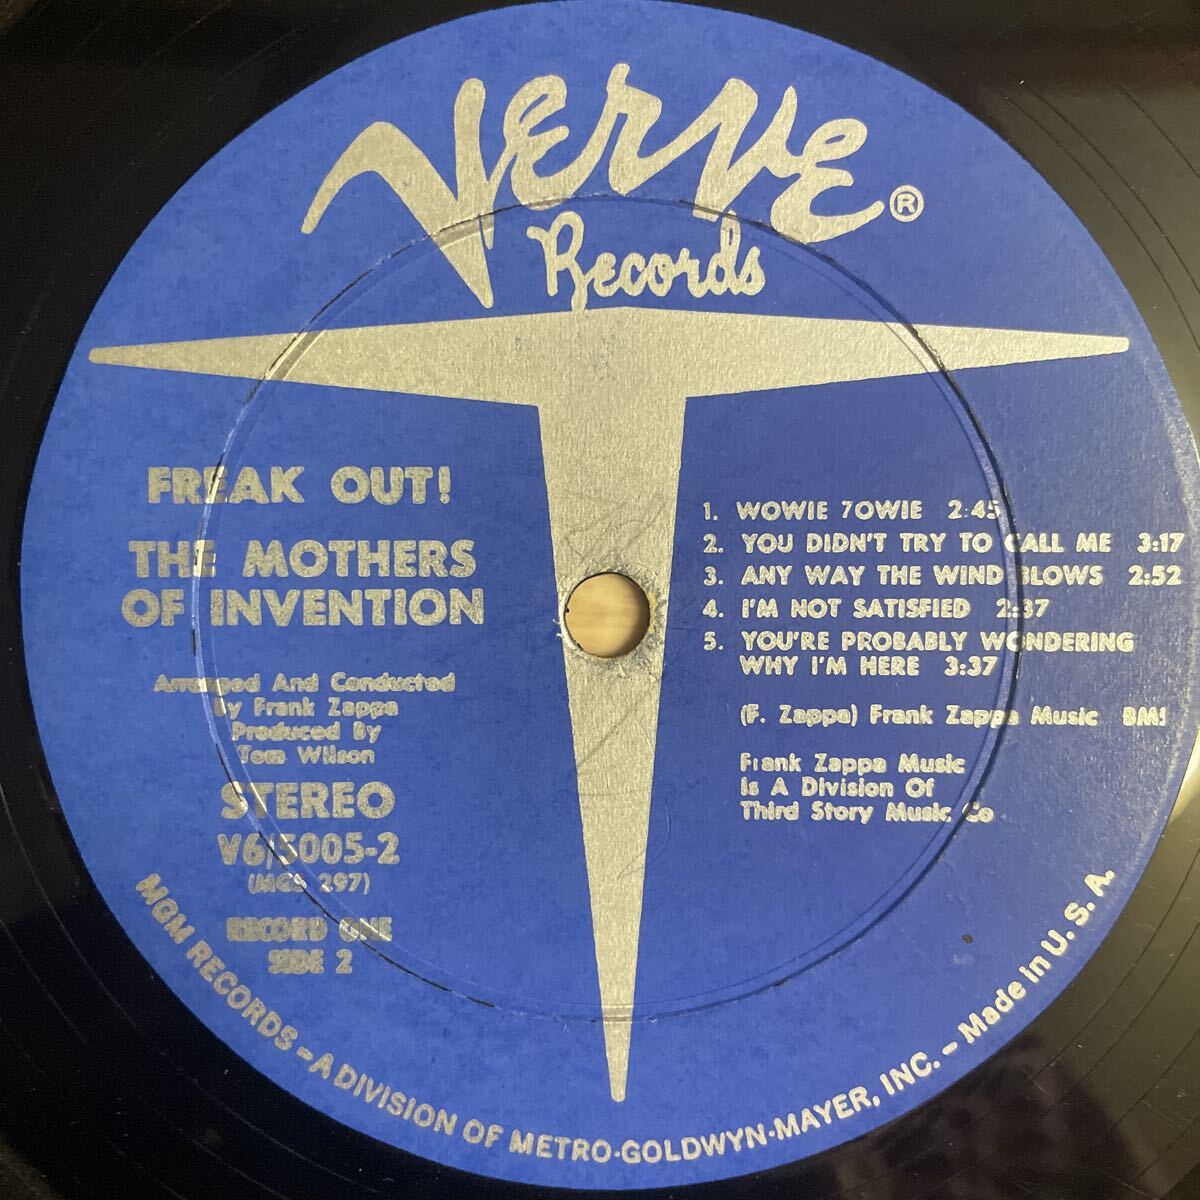 Verve ®
Records
FREAK OUT!
THE MOTHERS
OF INVENTION
Arranged And Conducted
By Frank Zappa
Produced By
Tom Wilson
STEREO
V6/5005-2
(MGS 297)
RECORD ONE
SIDE 2
1. WOWIE ZOWIE 2:45
2. YOU DIDN'T TRY TO CALL ME 3:17
3. ANY WAY THE WIND BLOWS 2:52
4. I'M NOT SATISFIED 2:37
5. YOU'RE PROBABLY WONDERING
WHY I'M HERE 3:37
(F. Zappa) Frank Zappa Music BMI
Frank Zappa Music
Is A Division Of
Third Story Music Co
MGM RECORDS – A DIVISION OF METRO-GOLDWYN-MAYER, INC. – Made in U. S. A.